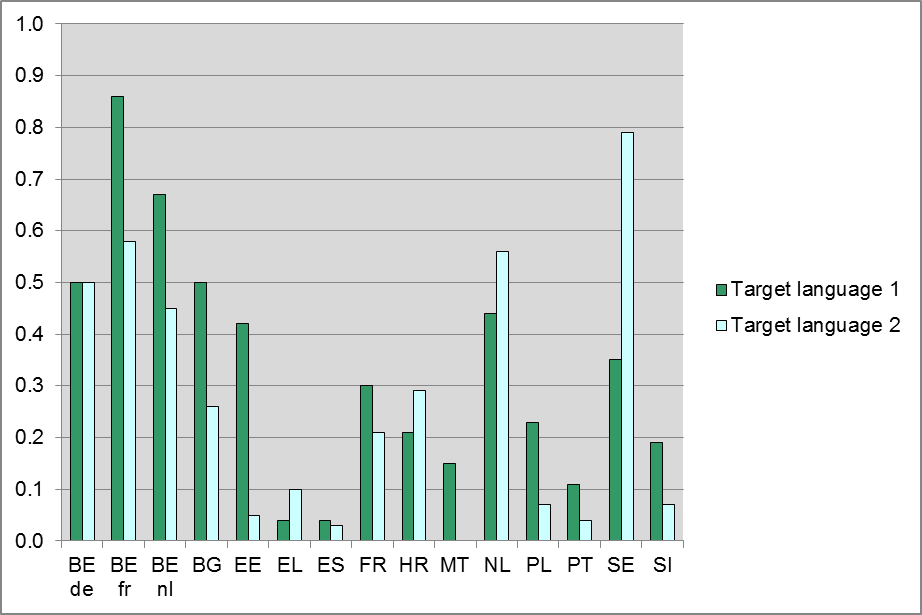 1.0
0.9
0.8
0.7
0.6
0.5
0.4
0.3
0.2
0.1
0.0
BE BE BE BG EE EL ES FR HR MT NL PL PT SE SI
de fr nl
Target language 1
Target language 2